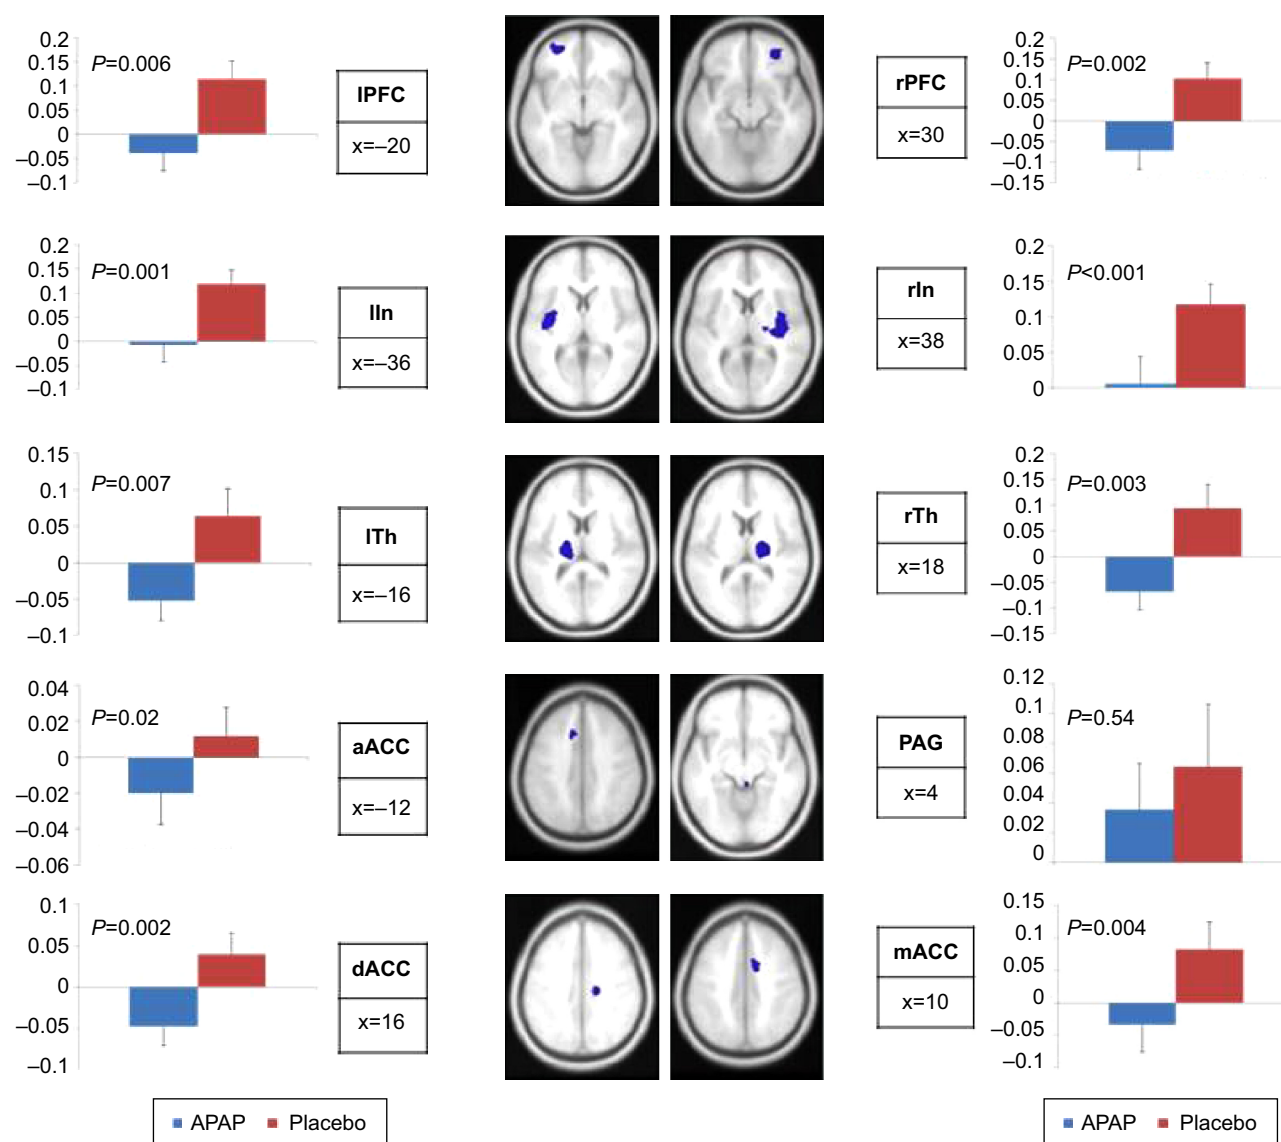 0.2
0.15
0.1
0.05
0
–0.05
–0.1
P=0.006
lPFC
x=–20
rPFC
x=30
0.2
0.15
0.1
0.05
0
–0.05
–0.1
–0.15
P=0.002
0.2
0.15
0.1
0.05
0
–0.05
–0.1
P=0.001
lIn
x=–36
rIn
x=38
0.2
0.15
0.1
0.05
0
P<0.001
0.15
0.1
0.05
0
–0.05
–0.1
P=0.007
lTh
x=–16
rTh
x=18
0.2
0.15
0.1
0.05
0
–0.05
–0.1
–0.15
P=0.003
0.04
0.02
0
–0.02
–0.04
–0.06
P=0.02
aACC
x=–12
PAG
x=4
0.12
0.1
0.08
0.06
0.04
0.02
0
P=0.54
0.1
0.05
0
–0.05
–0.1
P=0.002
dACC
x=16
mACC
x=10
0.15
0.1
0.05
0
–0.05
–0.1
P=0.004
APAP Placebo
APAP Placebo